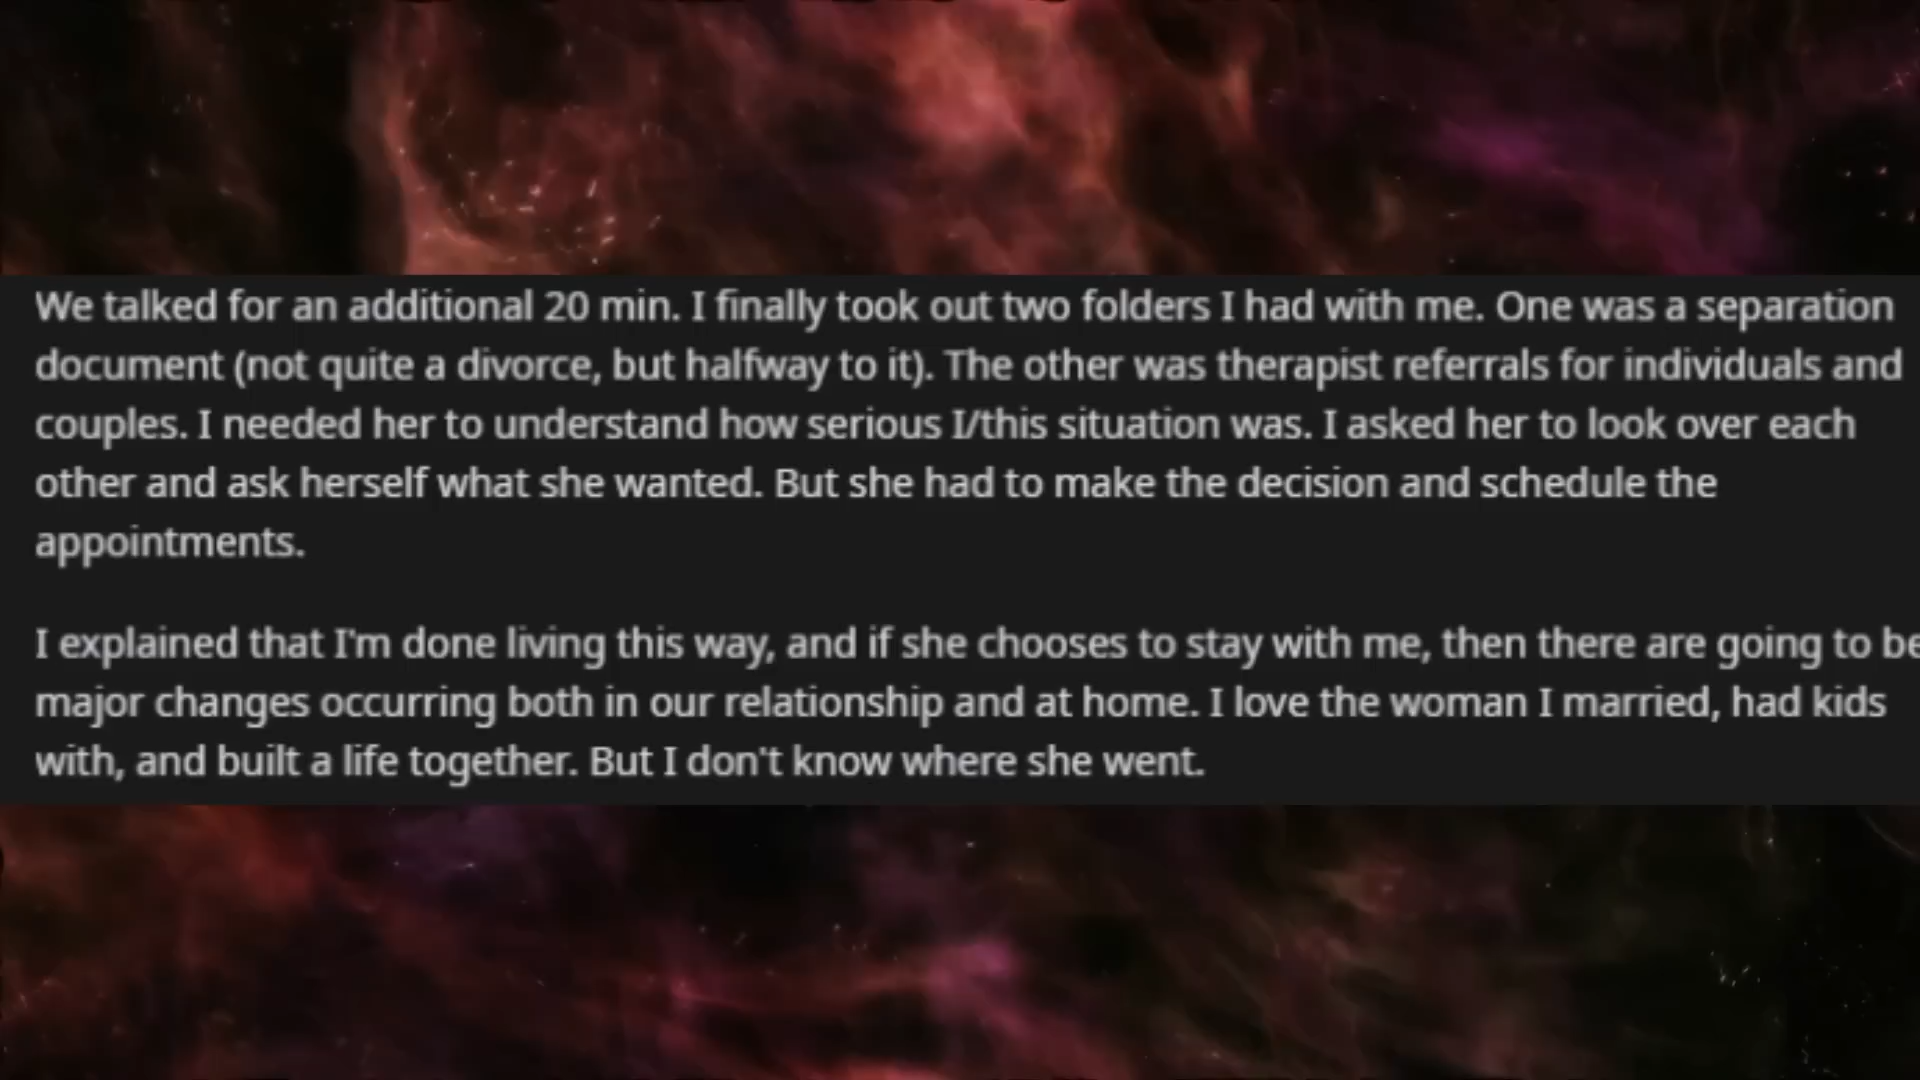 We talked for an additional 20 min. I finally took out two folders I had with me. One was a separation
document (not quite a divorce, but halfway to it). The other was therapist referrals for individuals and
couples. I needed her to understand how serious I/this situation was. I asked her to look over each
other and ask herself what she wanted. But she had to make the decision and schedule the
appointments.
I explained that I'm done living this way, and if she chooses to stay with me, then there are going to be
major changes occurring both in our relationship and at home. I love the woman I married, had kids
with, and built a life together. But I don't know where she went.